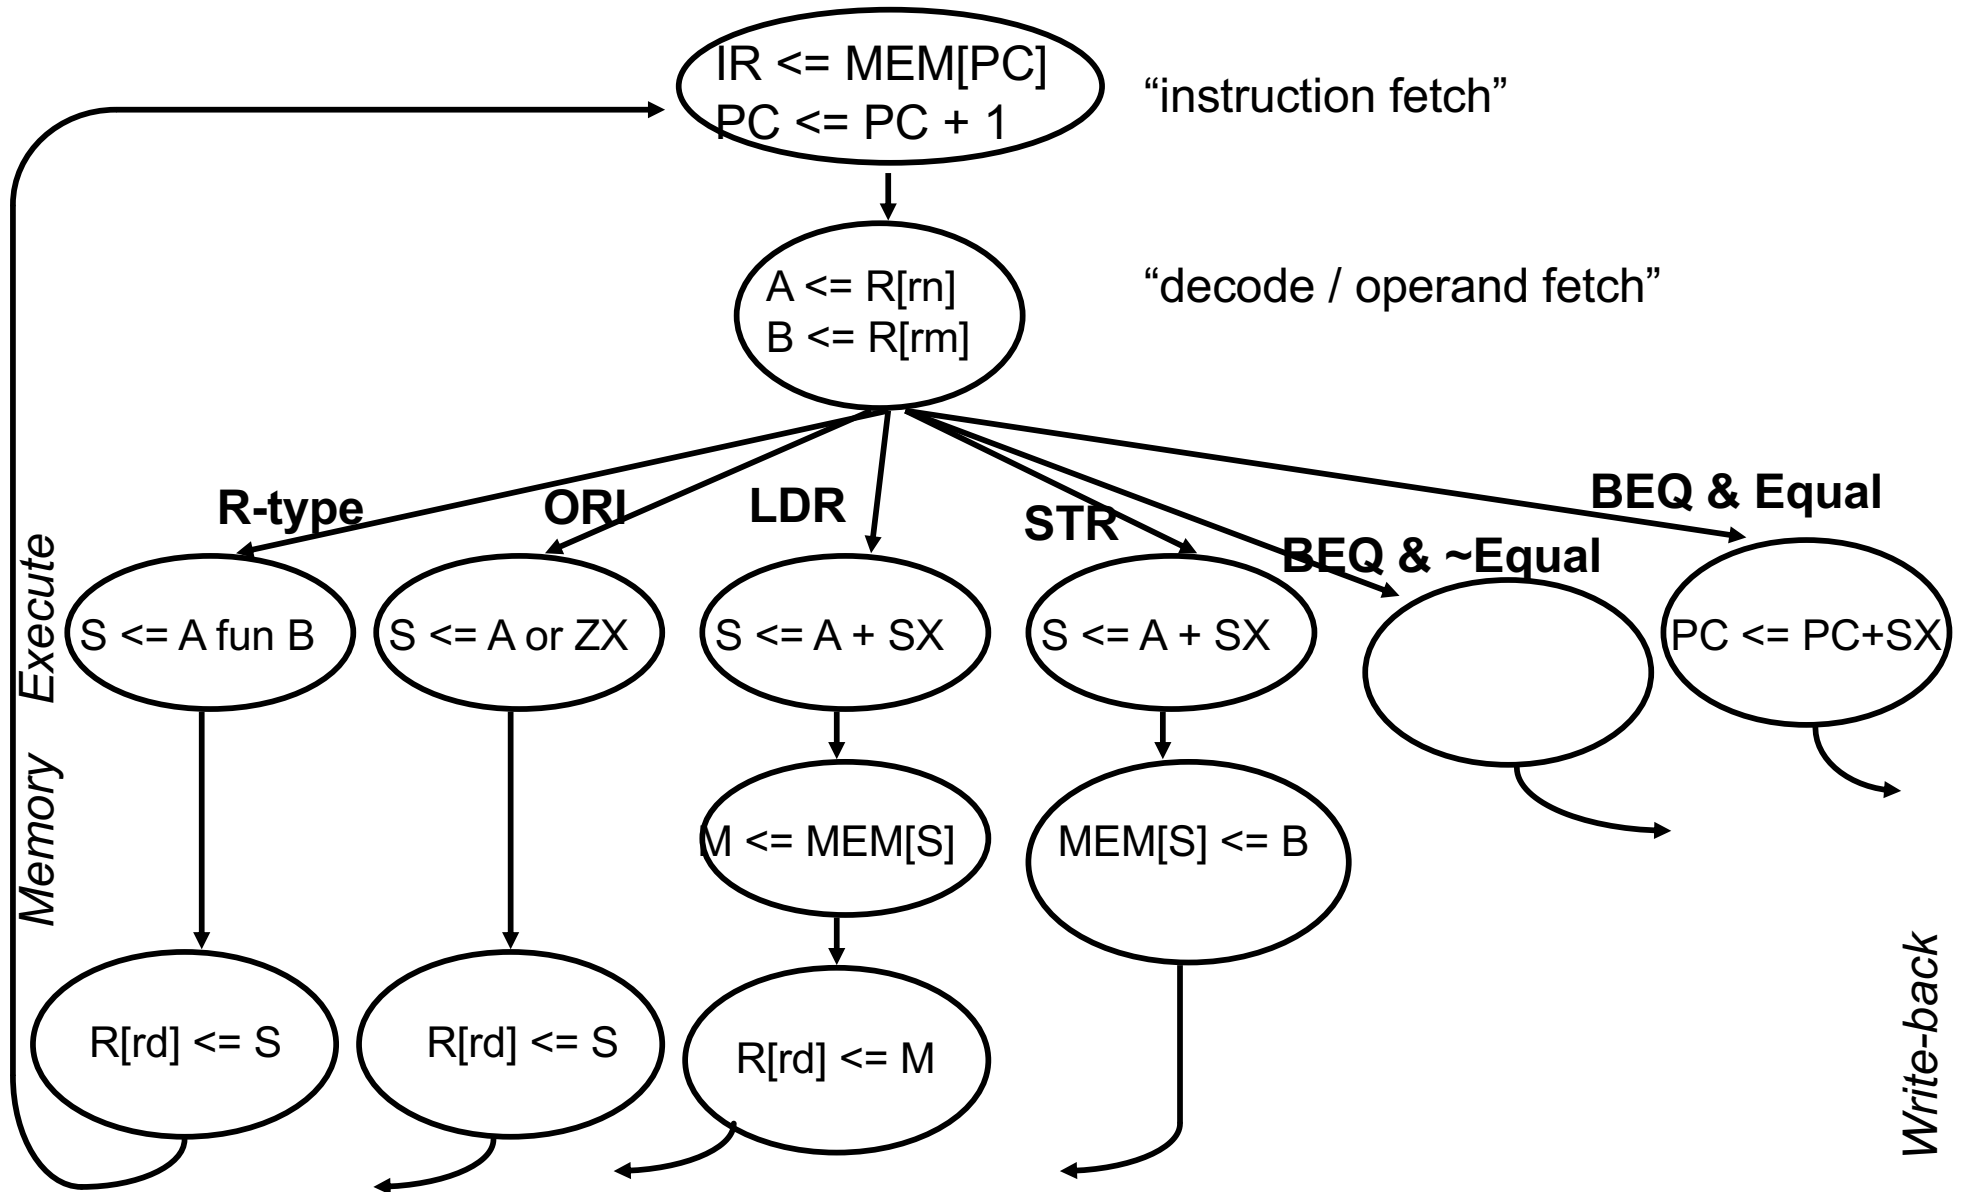 IR <= MEM[PC]
PC <= PC + 1
“instruction fetch”
A <= R[rn]
B <= R[rm]
“decode / operand fetch”
R-type
ORI
LDR
STR
BEQ & ~Equal
BEQ & Equal
Execute
S <= A fun B
S <= A or ZX
S <= A + SX
S <= A + SX
PC <= PC+SX
Memory
M <= MEM[S]
MEM[S] <= B
R[rd] <= S
R[rd] <= S
R[rd] <= M
Write-back